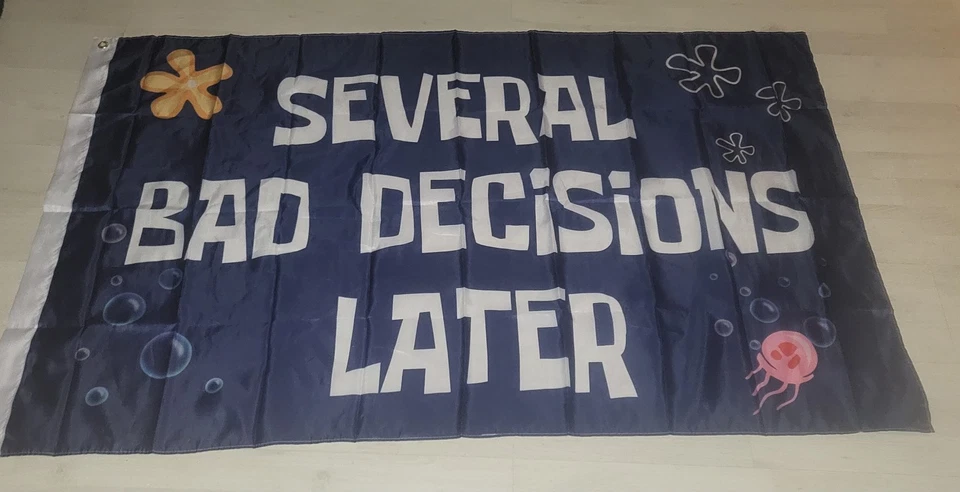 SEVERAL
BAD DECiSiONS
LATER